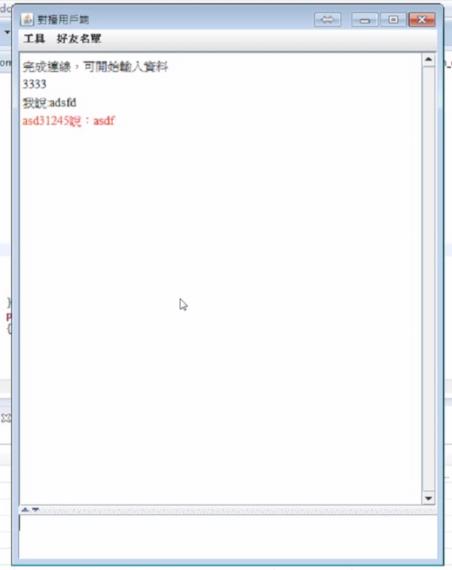 對播用戶端
工具 好友名單
完成連線，可開始輸入資料
3333
我說:adsfd
asd31245說：asdf